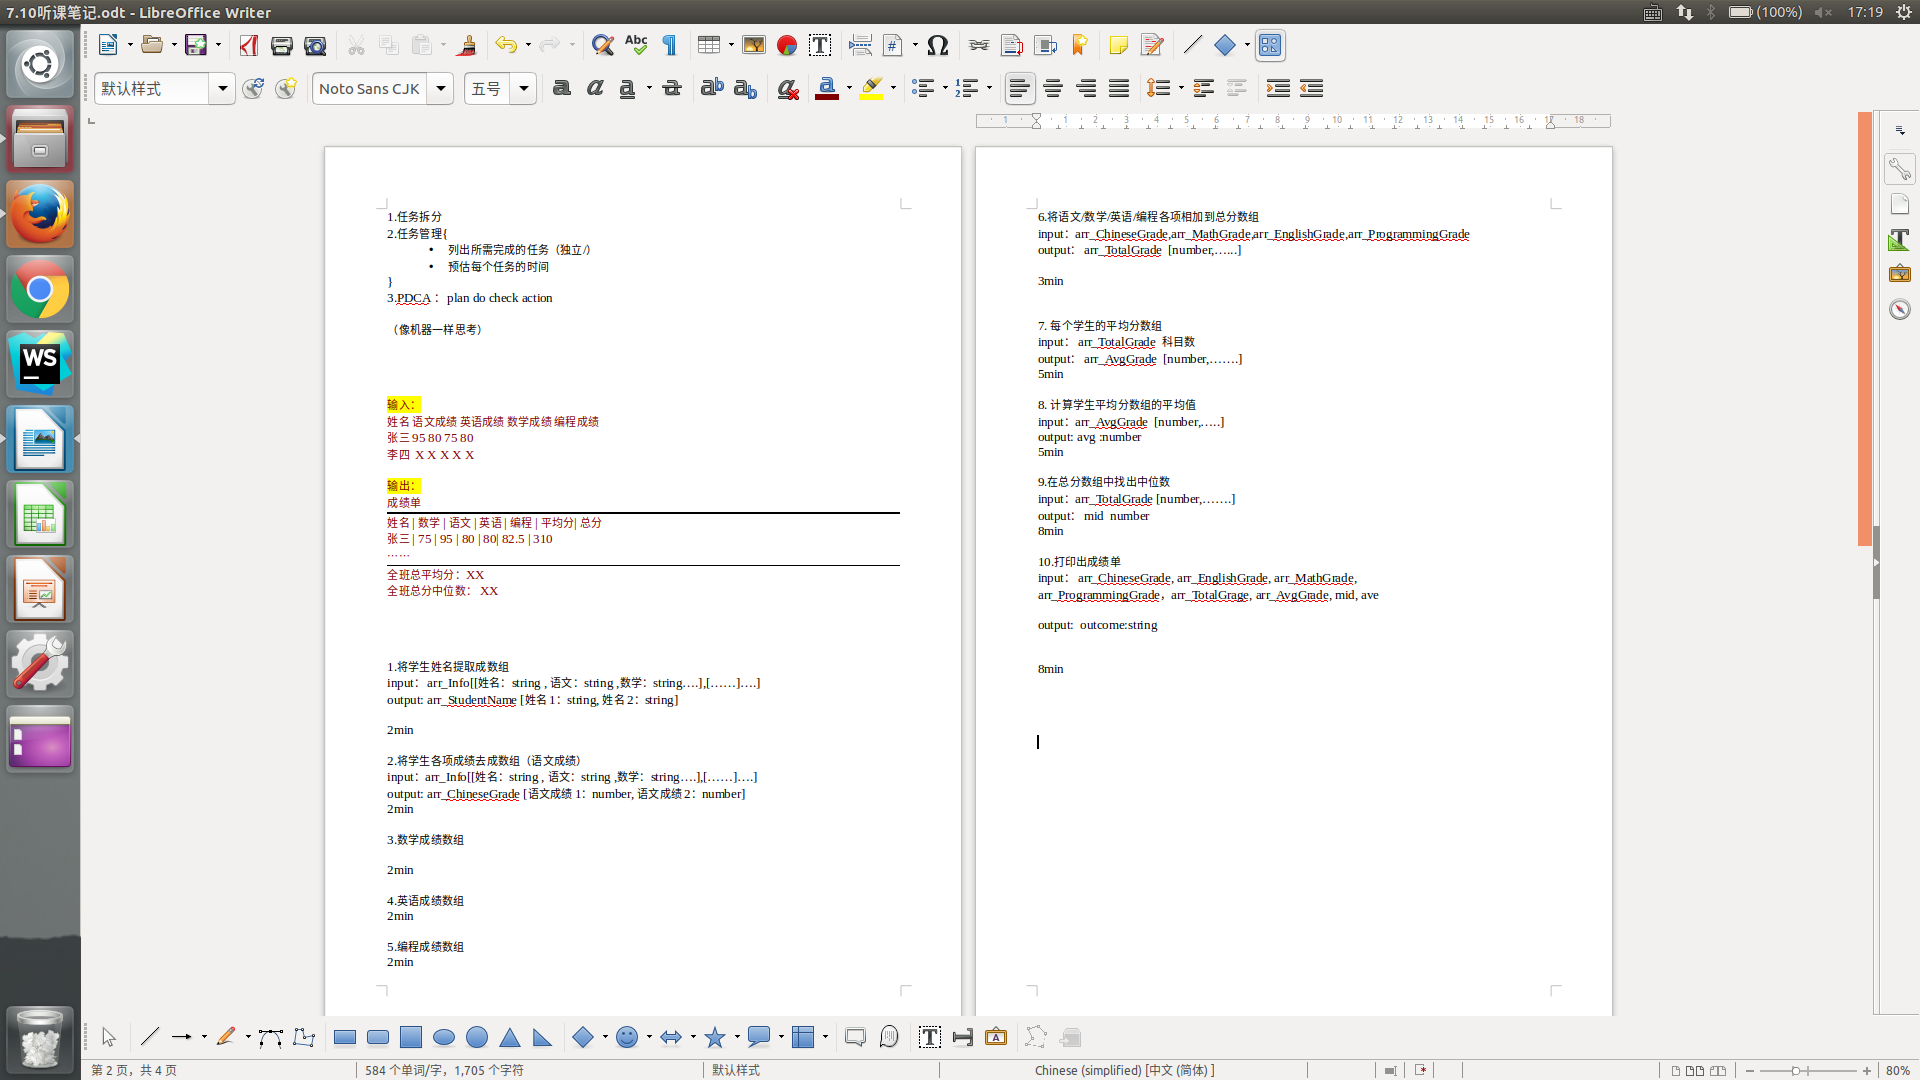 7.10听课笔记.odt - LibreOffice Writer
(100%)
17:19
默认样式
Noto Sans CJK
五号
1 1 2 3 4 5 6 7 8 9 10 11 12 13 14 15 16 17 18
1.任务拆分
2.任务管理{
• 列出所需完成的任务（独立/）
• 预估每个任务的时间
}
3.PDCA： plan do check action
（像机器一样思考）
输入：
姓名 语文成绩 英语成绩 数学成绩 编程成绩
张三 95 80 75 80
李四 X X X X X
输出：
成绩单
姓名 | 数学 | 语文 | 英语 | 编程 | 平均分| 总分
张三 | 75 | 95 | 80 | 80| 82.5 | 310
……
全班总平均分：XX
全班总分中位数： XX
1.将学生姓名提取成数组
input： arr_Info[[姓名：string , 语文：string ,数学：string….],[……]….]
output: arr_StudentName [姓名 1：string, 姓名 2：string]
2min
2.将学生各项成绩去成数组（语文成绩）
input：arr_Info[[姓名：string , 语文：string ,数学：string….],[……]….]
output: arr_ChineseGrade [语文成绩 1：number, 语文成绩 2：number]
2min
3.数学成绩数组
2min
4.英语成绩数组
2min
5.编程成绩数组
2min
6.将语文/数学/英语/编程各项相加到总分数组
input：arr_ChineseGrade,arr_MathGrade,arr_EnglishGrade,arr_ProgrammingGrade
output： arr_TotalGrade [number,…...]
3min
7. 每个学生的平均分数组
input： arr_TotalGrade 科目数
output： arr_AvgGrade [number,…….]
5min
8. 计算学生平均分数组的平均值
input：arr_AvgGrade [number,…..]
output: avg :number
5min
9.在总分数组中找出中位数
input：arr_TotalGrade [number,…….]
output： mid number
8min
10.打印出成绩单
input： arr_ChineseGrade, arr_EnglishGrade, arr_MathGrade,
arr_ProgrammingGrade， arr_TotalGrage, arr_AvgGrade, mid, ave
output: outcome:string
8min
第 2 页，共 4 页
584 个单词/字，1,705 个字符
默认样式
Chinese (simplified) [中文 (简体) ]
80%